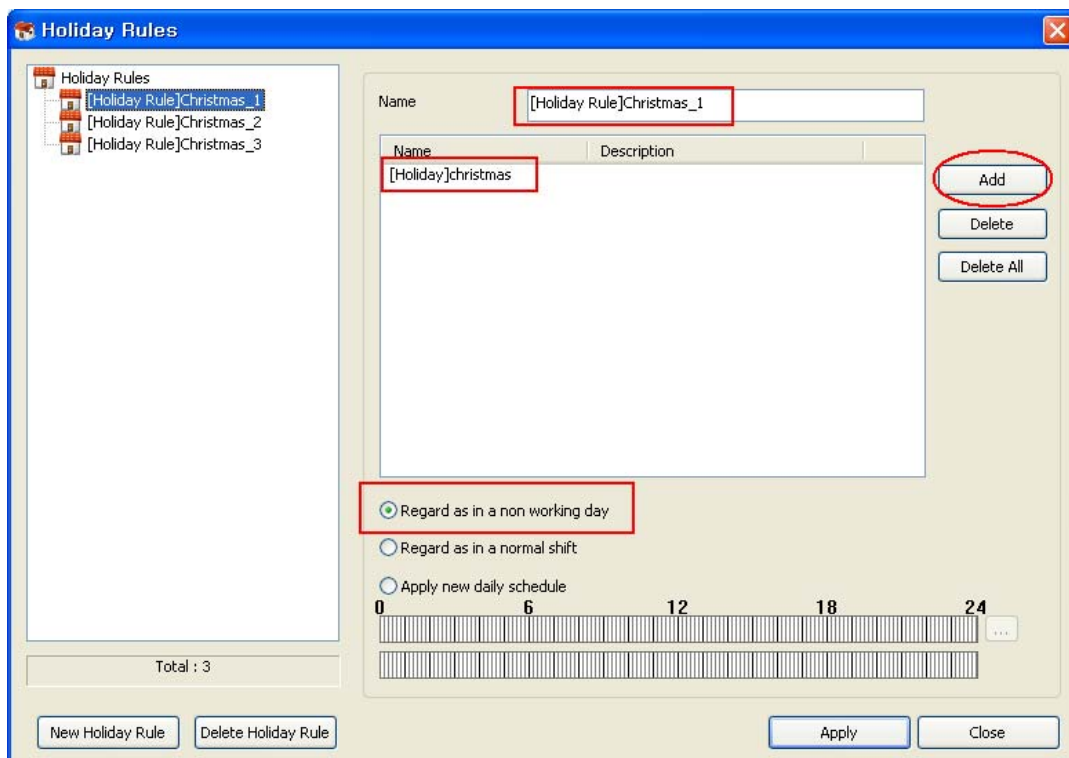 Holiday Rules
Holiday Rules
[Holiday Rule]Christmas_1
[Holiday Rule]Christmas_2
[Holiday Rule]Christmas_3
Total : 3
New Holiday Rule
Delete Holiday Rule
Name
[Holiday Rule]Christmas_1
Name Description
[Holiday]christmas
Add
Delete
Delete All
Regard as in a non working day
Regard as in a normal shift
Apply new daily schedule
0 6 12 18 24
...
Apply
Close